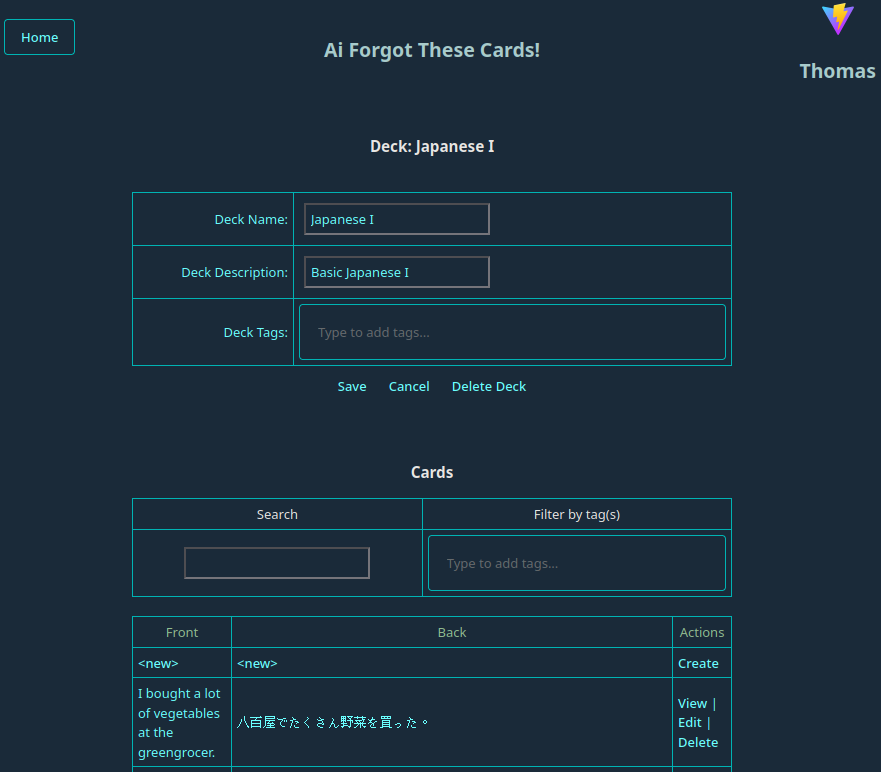 Home
Ai Forgot These Cards!
Thomas
Deck: Japanese I
Deck Name:
Japanese I
Deck Description:
Basic Japanese I
Deck Tags:
Type to add tags...
Save Cancel Delete Deck
Cards
Search Filter by tag(s)
Type to add tags...
Front Back Actions
<new> <new> Create
I bought a lot
of vegetables
at the
greengrocer.
八百屋でたくさん野菜を買った。
View |
Edit |
Delete